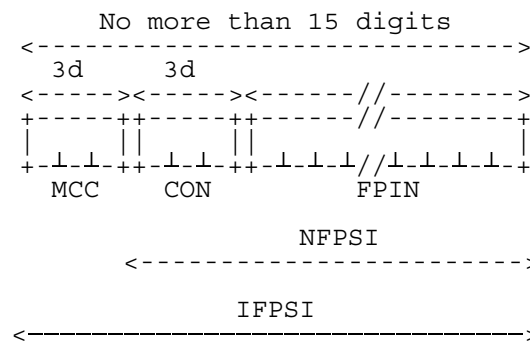 No more than 15 digits
3d 3d
MCC CON FPIN
NFPSI
IFPSI